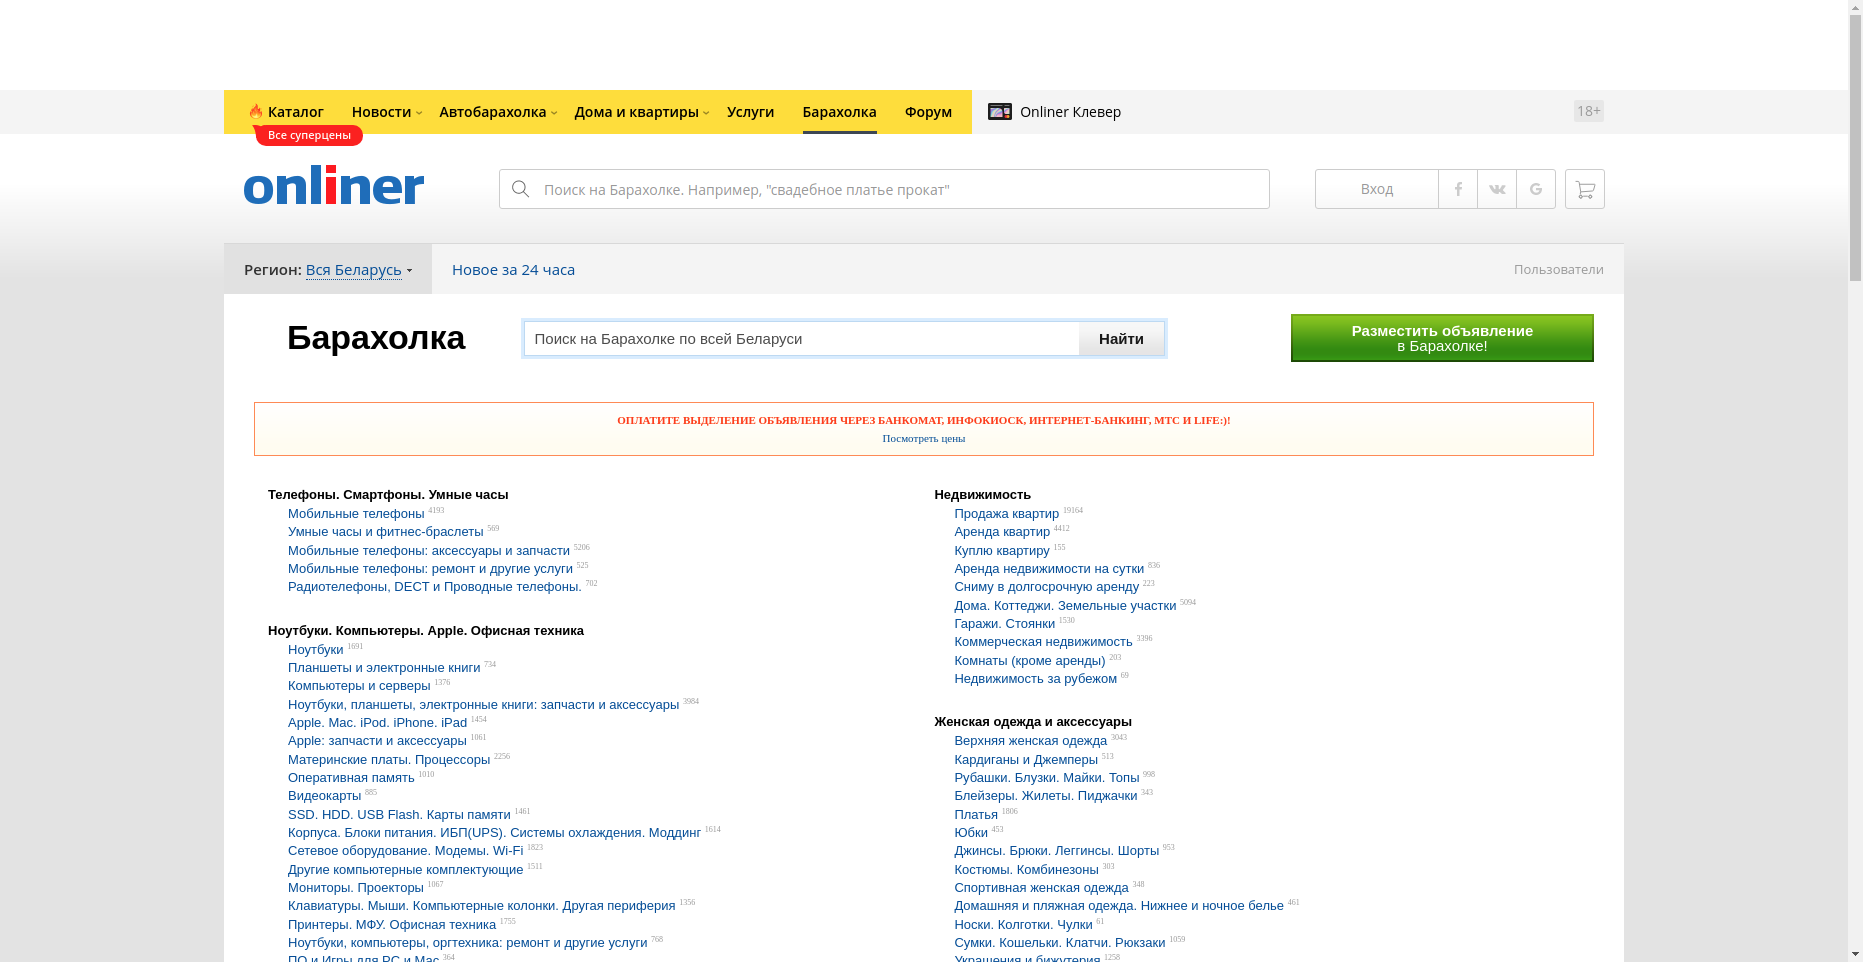 Каталог Новости Автобарахолка Дома и квартиры Услуги Барахолка Форум Onliner Клевер 18+
Все суперцены
onliner
Поиск на Барахолке. Например, "свадебное платье прокат"
Вход
Регион: Вся Беларусь
Новое за 24 часа
Пользователи
Барахолка
Поиск на Барахолке по всей Беларуси
Найти
Разместить объявление
в Барахолке!
ОПЛАТИТЕ ВЫДЕЛЕНИЕ ОБЪЯВЛЕНИЯ ЧЕРЕЗ БАНКОМАТ, ИНФОКИОСК, ИНТЕРНЕТ-БАНКИНГ, МТС И LIFE:)!
Посмотреть цены
Телефоны. Смартфоны. Умные часы
Мобильные телефоны 4193
Умные часы и фитнес-браслеты 569
Мобильные телефоны: аксессуары и запчасти 5206
Мобильные телефоны: ремонт и другие услуги 525
Радиотелефоны, DECT и Проводные телефоны. 702
Ноутбуки. Компьютеры. Apple. Офисная техника
Ноутбуки 1691
Планшеты и электронные книги 734
Компьютеры и серверы 1376
Ноутбуки, планшеты, электронные книги: запчасти и аксессуары 3984
Apple. Mac. iPod. iPhone. iPad 1454
Apple: запчасти и аксессуары 1061
Материнские платы. Процессоры 2256
Оперативная память 1010
Видеокарты 885
SSD. HDD. USB Flash. Карты памяти 1461
Корпуса. Блоки питания. ИБП(UPS). Системы охлаждения. Моддинг 1614
Сетевое оборудование. Модемы. Wi-Fi 1823
Другие компьютерные комплектующие 1511
Мониторы. Проекторы 1067
Клавиатуры. Мыши. Компьютерные колонки. Другая периферия 1356
Принтеры. МФУ. Офисная техника 1755
Ноутбуки, компьютеры, оргтехника: ремонт и другие услуги 768
ПО и Игры для PC и Mac 364
Недвижимость
Продажа квартир 19164
Аренда квартир 4412
Куплю квартиру 155
Аренда недвижимости на сутки 836
Сниму в долгосрочную аренду 223
Дома. Коттеджи. Земельные участки 5094
Гаражи. Стоянки 1530
Коммерческая недвижимость 3396
Комнаты (кроме аренды) 203
Недвижимость за рубежом 69
Женская одежда и аксессуары
Верхняя женская одежда 3043
Кардиганы и Джемперы 513
Рубашки. Блузки. Майки. Топы 998
Блейзеры. Жилеты. Пиджачки 343
Платья 1806
Юбки 453
Джинсы. Брюки. Леггинсы. Шорты 953
Костюмы. Комбинезоны 303
Спортивная женская одежда 348
Домашняя и пляжная одежда. Нижнее и ночное белье 461
Носки. Колготки. Чулки 61
Сумки. Кошельки. Клатчи. Рюкзаки 1059
Украшения и бижутерия 1258